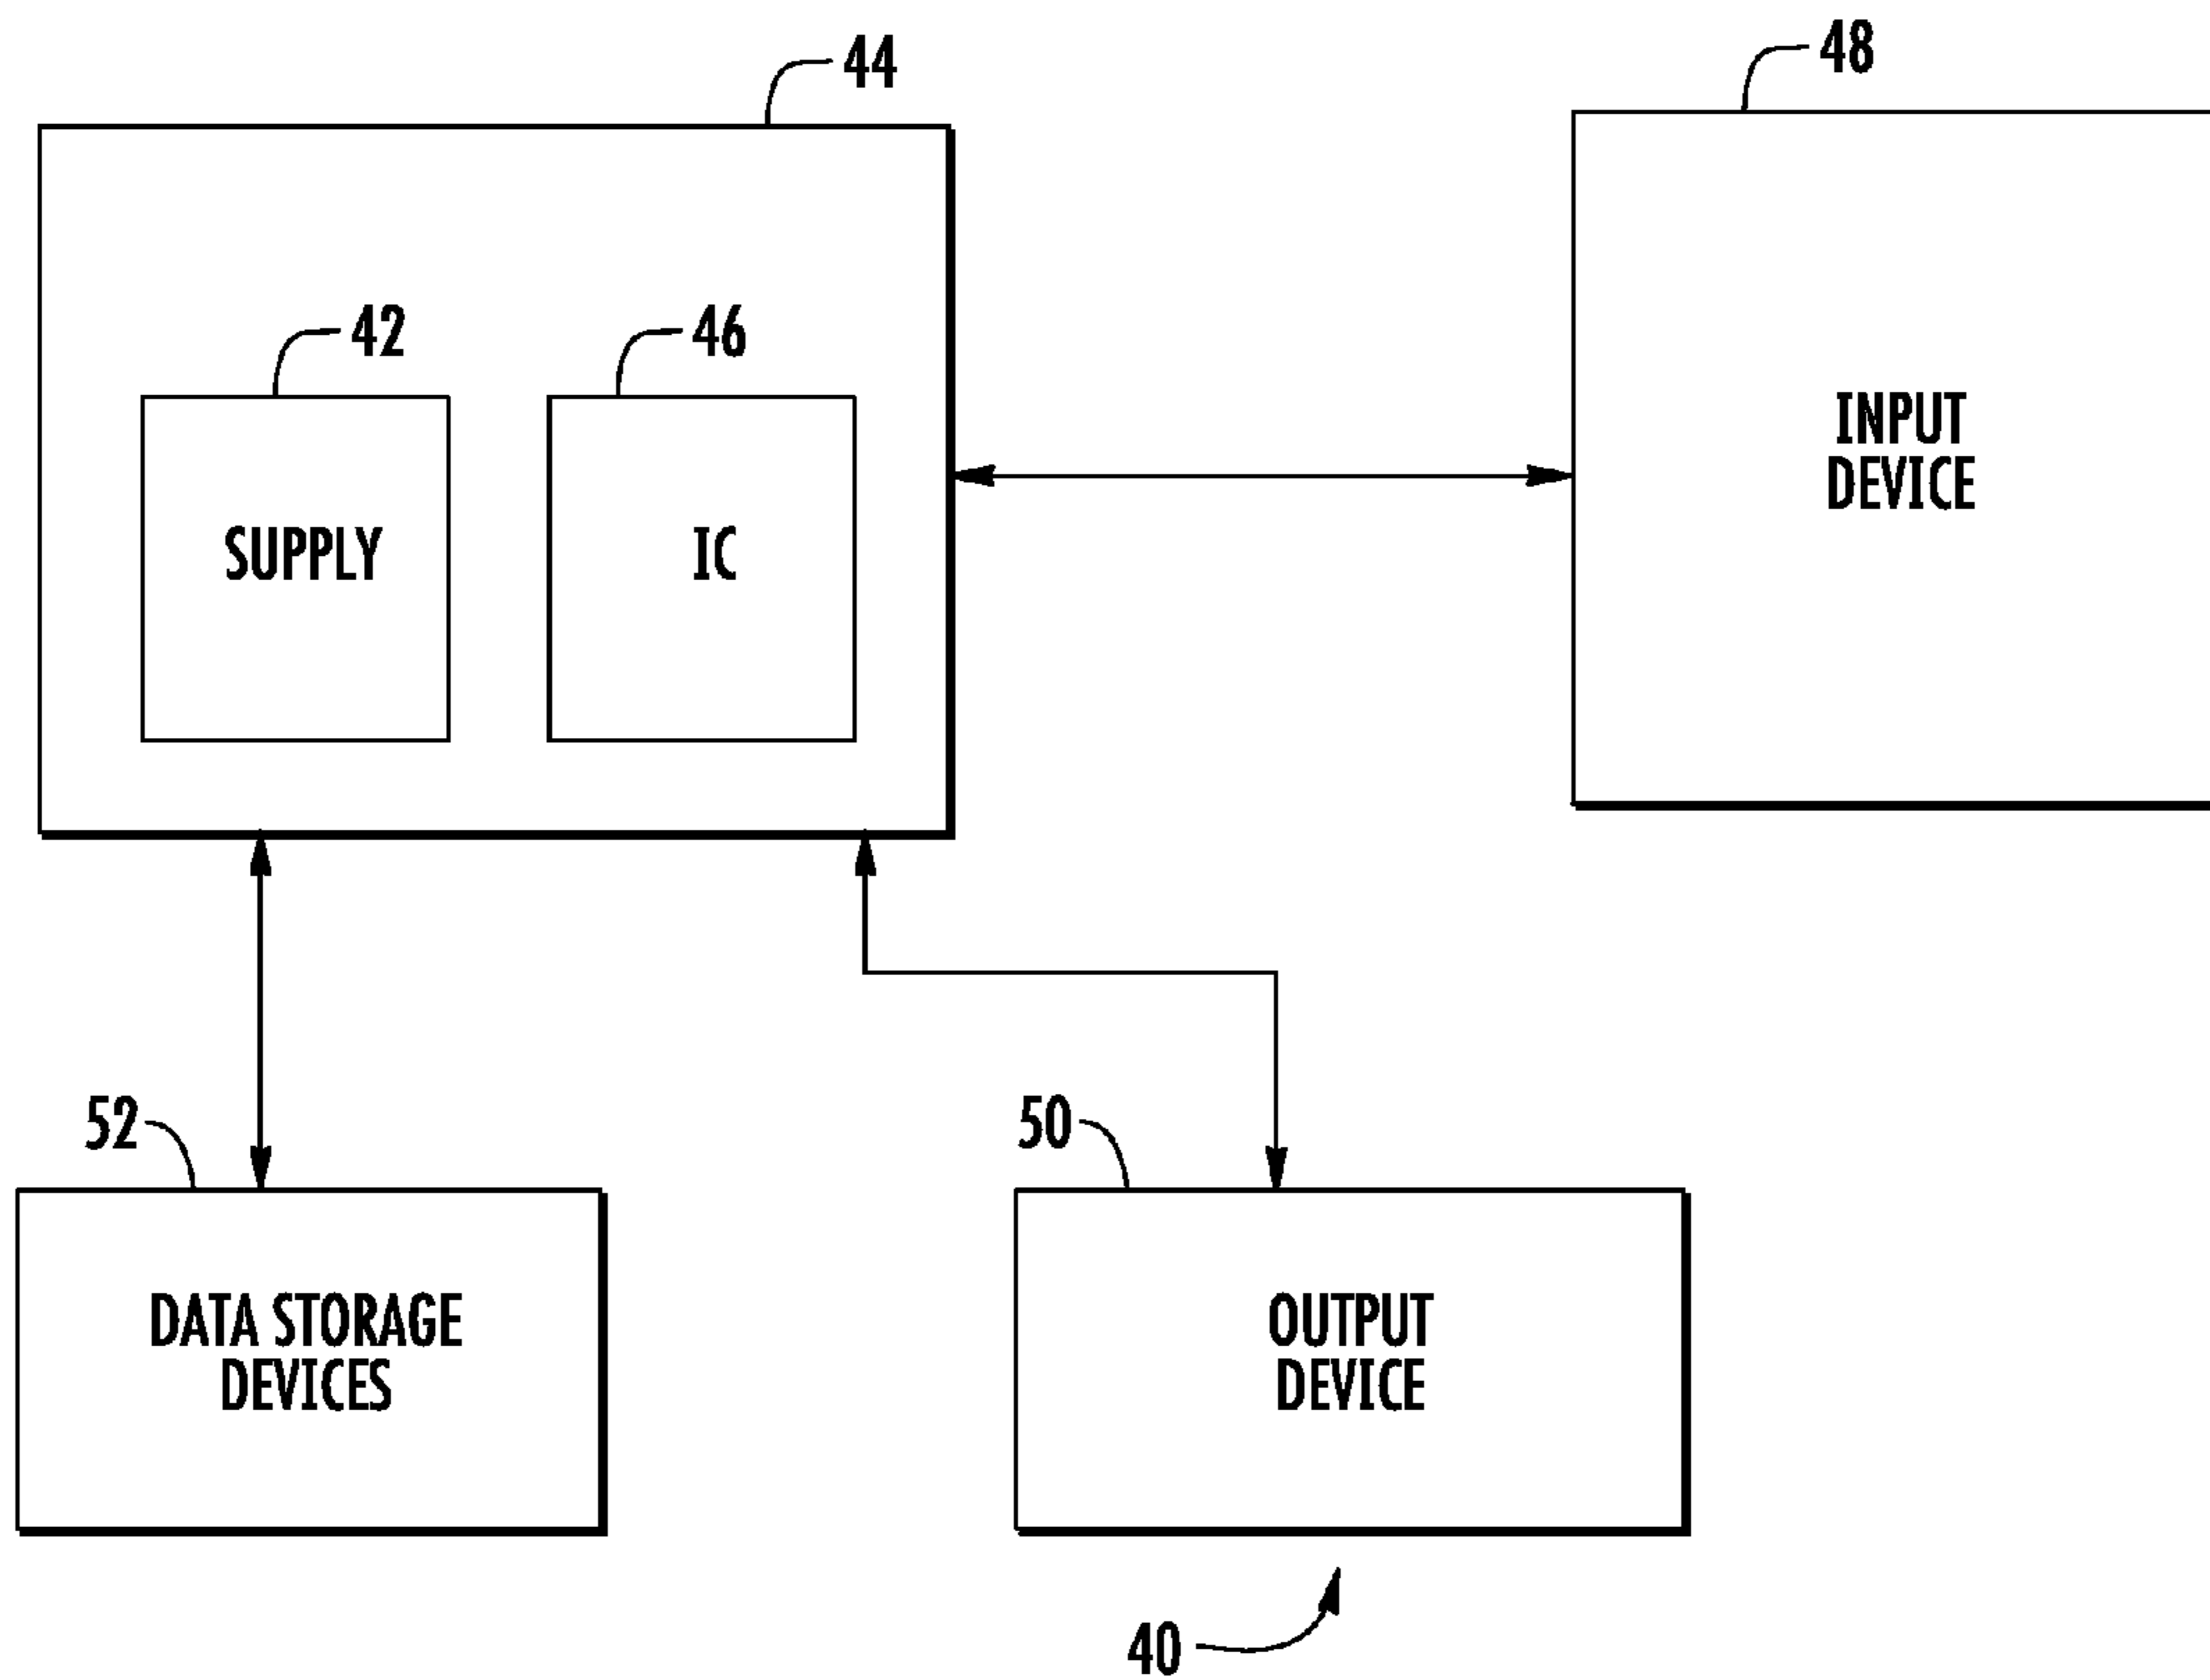 44
48
42
46
INPUT
DEVICE
SUPPLY
IC
52
50
DATA STORAGE
DEVICES
OUTPUT
DEVICE
40